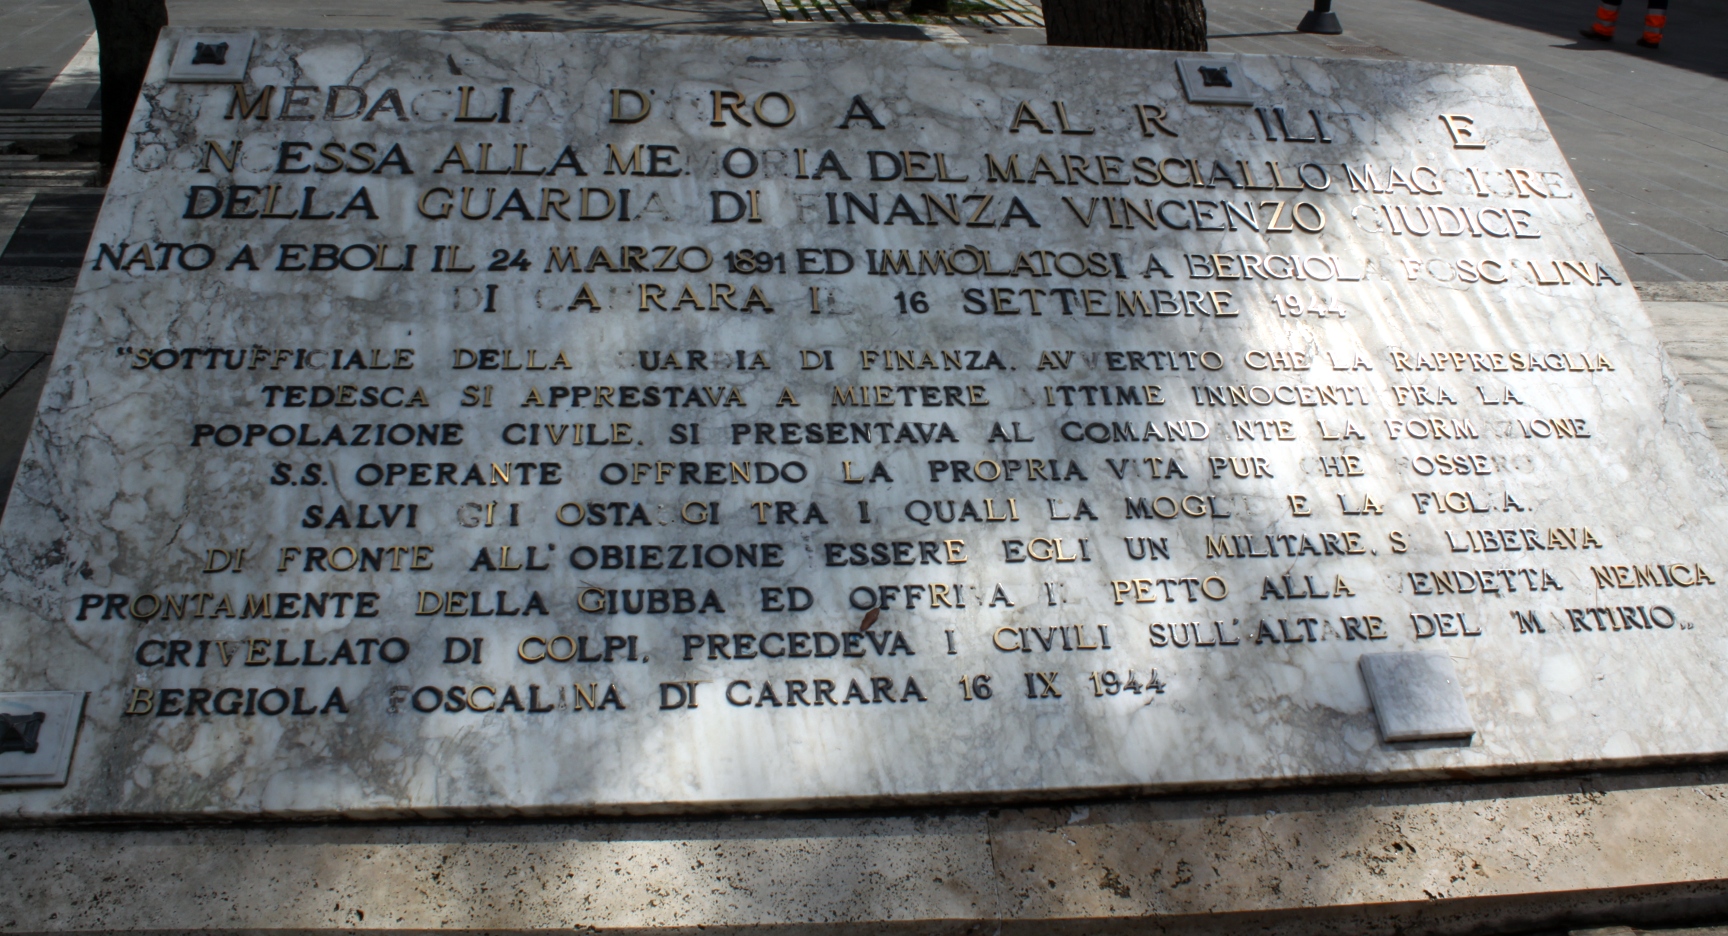 MEDAGLIA D'ORO AL VALOR MILITARE
CONCESSA ALLA MEMORIA DEL MARESCIALLO MAGGIORE
DELLA GUARDIA DI FINANZA VINCENZO GIUDICE
NATO A EBOLI IL 24 MARZO 1891 ED IMMOLATOSI A BERGIOLA FOSCALINA
DI CARRARA IL 16 SETTEMBRE 1944
"SOTTUFFICIALE DELLA GUARDIA DI FINANZA. AVVERTITO CHE LA RAPPRESAGLIA
TEDESCA SI APPRESTAVA A MIETERE VITTIME INNOCENTI FRA LA
POPOLAZIONE CIVILE. SI PRESENTAVA AL COMANDANTE LA FORMAZIONE
S.S. OPERANTE OFFRENDO LA PROPRIA VITA PUR CHE FOSSERO
SALVI GLI OSTAGGI TRA I QUALI LA MOGLIE E LA FIGLIA.
DI FRONTE ALL'OBIEZIONE ESSERE EGLI UN MILITARE, SI LIBERAVA
PRONTAMENTE DELLA GIUBBA ED OFFRIVA IL PETTO ALLA VENDETTA NEMICA
CRIVELLATO DI COLPI, PRECEDEVA I CIVILI SULL'ALTARE DEL MARTIRIO„
BERGIOLA FOSCALINA DI CARRARA 16 IX 1944